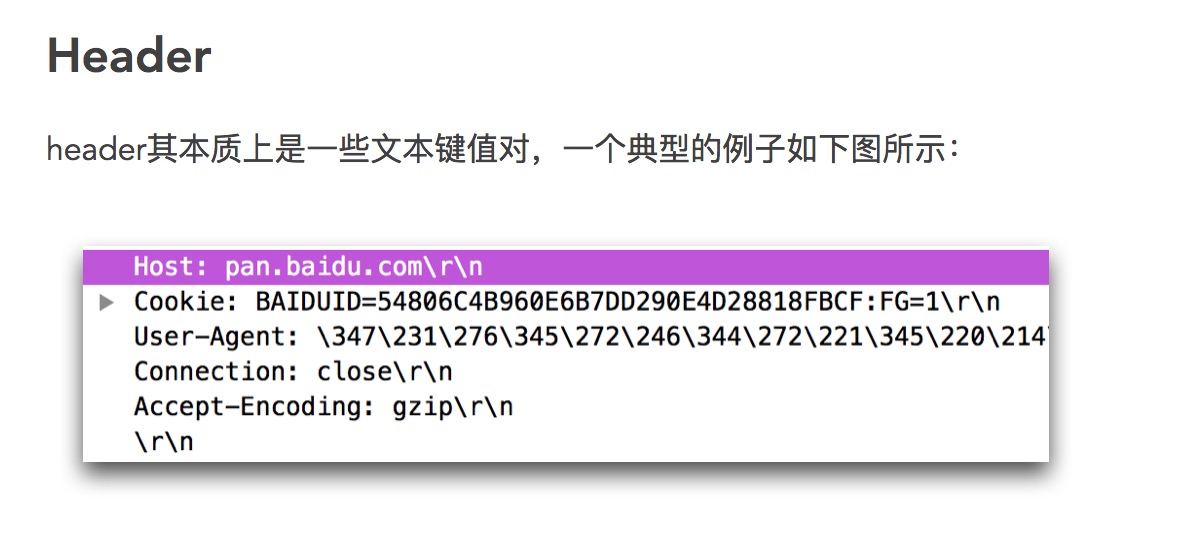 Header
header其本质上是一些文本键值对，一个典型的例子如下图所示：
Host: pan.baidu.com\r\n
Cookie: BAIDUID=54806C4B960E6B7DD290E4D28818FBCF:FG=1\r\n
User-Agent: \347\231\276\345\272\246\344\272\221\345\220\214\
Connection: close\r\n
Accept-Encoding: gzip\r\n
\r\n